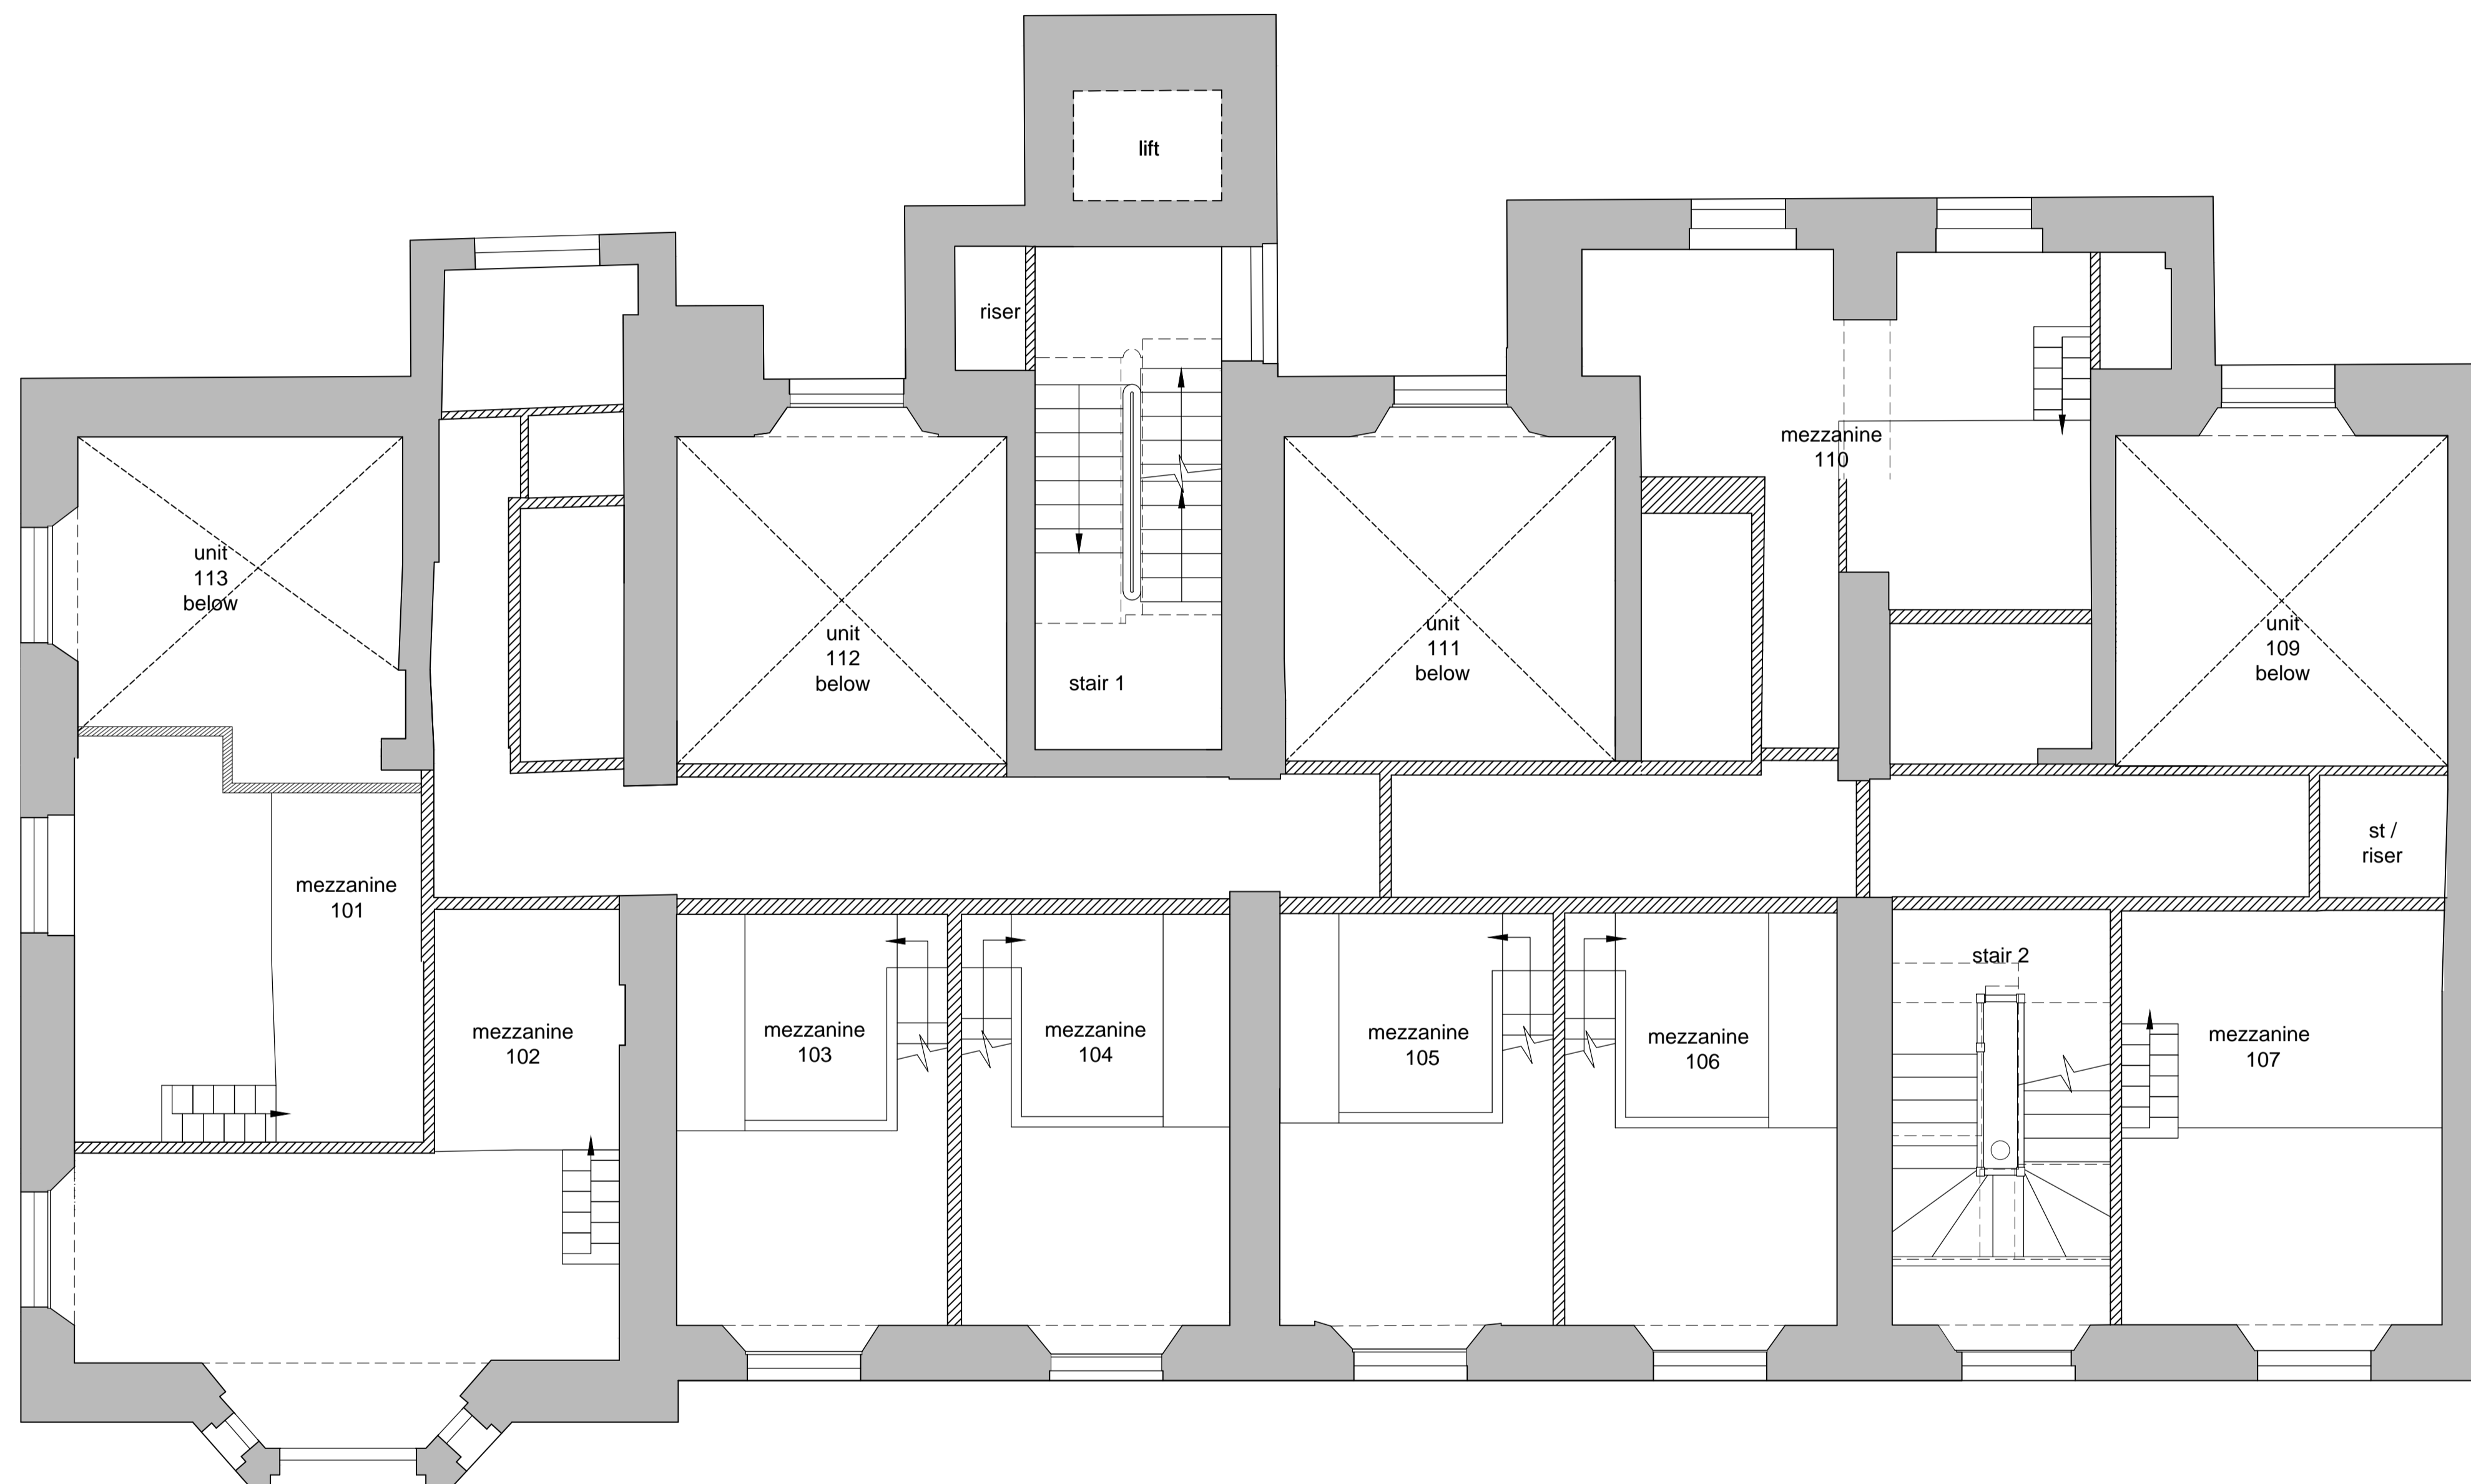 lift
riser
mezzanine
110
unit
113
below
unit
112
below
stair 1
unit
111
below
unit
109
below
st /
riser
mezzanine
101
stair 2
mezzanine
102
mezzanine
103
mezzanine
104
mezzanine
105
mezzanine
106
mezzanine
107